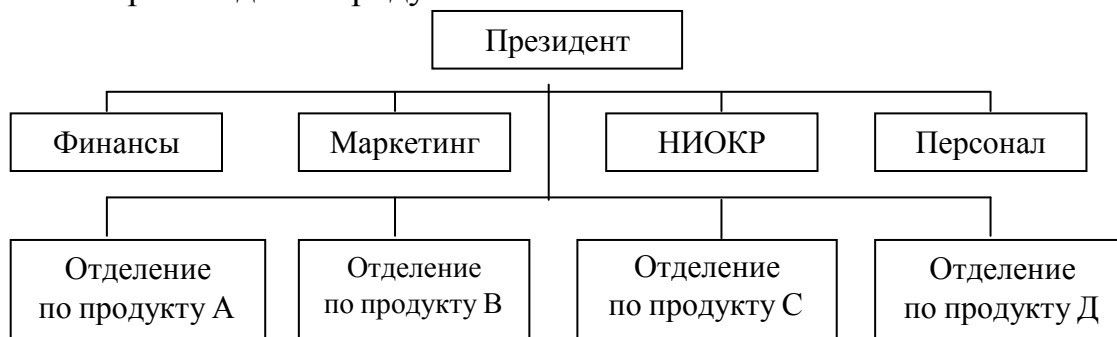 Президент
Финансы
Маркетинг
НИОКР
Персонал
Отделение
по продукту А
Отделение
по продукту В
Отделение
по продукту С
Отделение
по продукту Д